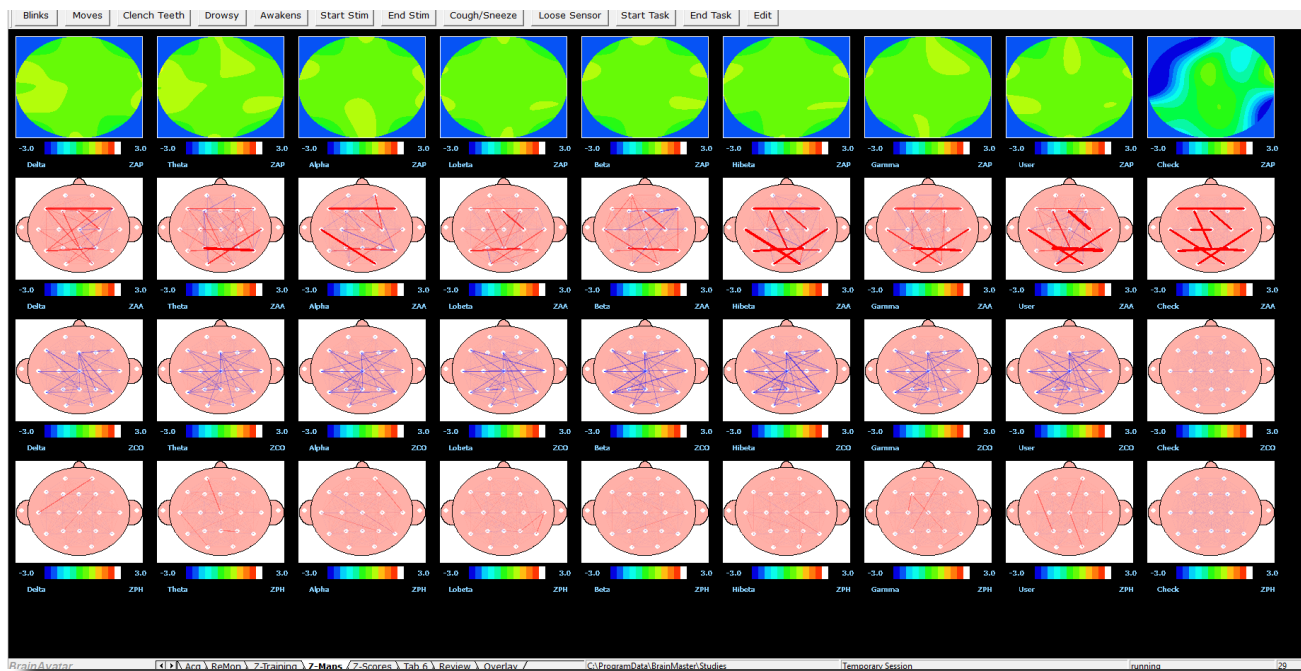 Blinks Moves Clench Teeth Drowsy Awakens Start Stim End Stim Cough/Sneeze Loose Sensor Start Task End Task Edit
-3.0 3.0 -3.0 3.0 -3.0 3.0 -3.0 3.0 -3.0 3.0 -3.0 3.0 -3.0 3.0 -3.0 3.0 -3.0 3.0
Delta ZAP Theta ZAP Alpha ZAP Lobeta ZAP Beta ZAP Hibeta ZAP Gamma ZAP User ZAP Check ZAP
-3.0 3.0 -3.0 3.0 -3.0 3.0 -3.0 3.0 -3.0 3.0 -3.0 3.0 -3.0 3.0 -3.0 3.0 -3.0 3.0
Delta ZAA Theta ZAA Alpha ZAA Lobeta ZAA Beta ZAA Hibeta ZAA Gamma ZAA User ZAA Check ZAA
-3.0 3.0 -3.0 3.0 -3.0 3.0 -3.0 3.0 -3.0 3.0 -3.0 3.0 -3.0 3.0 -3.0 3.0 -3.0 3.0
Delta ZCO Theta ZCO Alpha ZCO Lobeta ZCO Beta ZCO Hibeta ZCO Gamma ZCO User ZCO Check ZCO
-3.0 3.0 -3.0 3.0 -3.0 3.0 -3.0 3.0 -3.0 3.0 -3.0 3.0 -3.0 3.0 -3.0 3.0 -3.0 3.0
Delta ZPH Theta ZPH Alpha ZPH Lobeta ZPH Beta ZPH Hibeta ZPH Gamma ZPH User ZPH Check ZPH
BrainAvatar Acq ReMon Z-Training Z-Maps Z-Scores Tab 6 Review Overlay C:\ProgramData\BrainMaster\Studies Temporary Session running 29